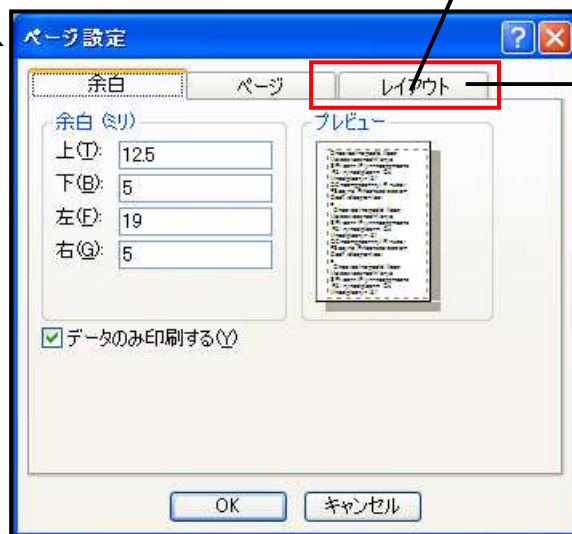 ページ設定
余白 ページ レイアウト
余白 (ミリ) プレビュー
上(T): 12.5
下(B): 5
左(F): 19
右(G): 5
データのみ印刷する(Y)
OK キャンセル